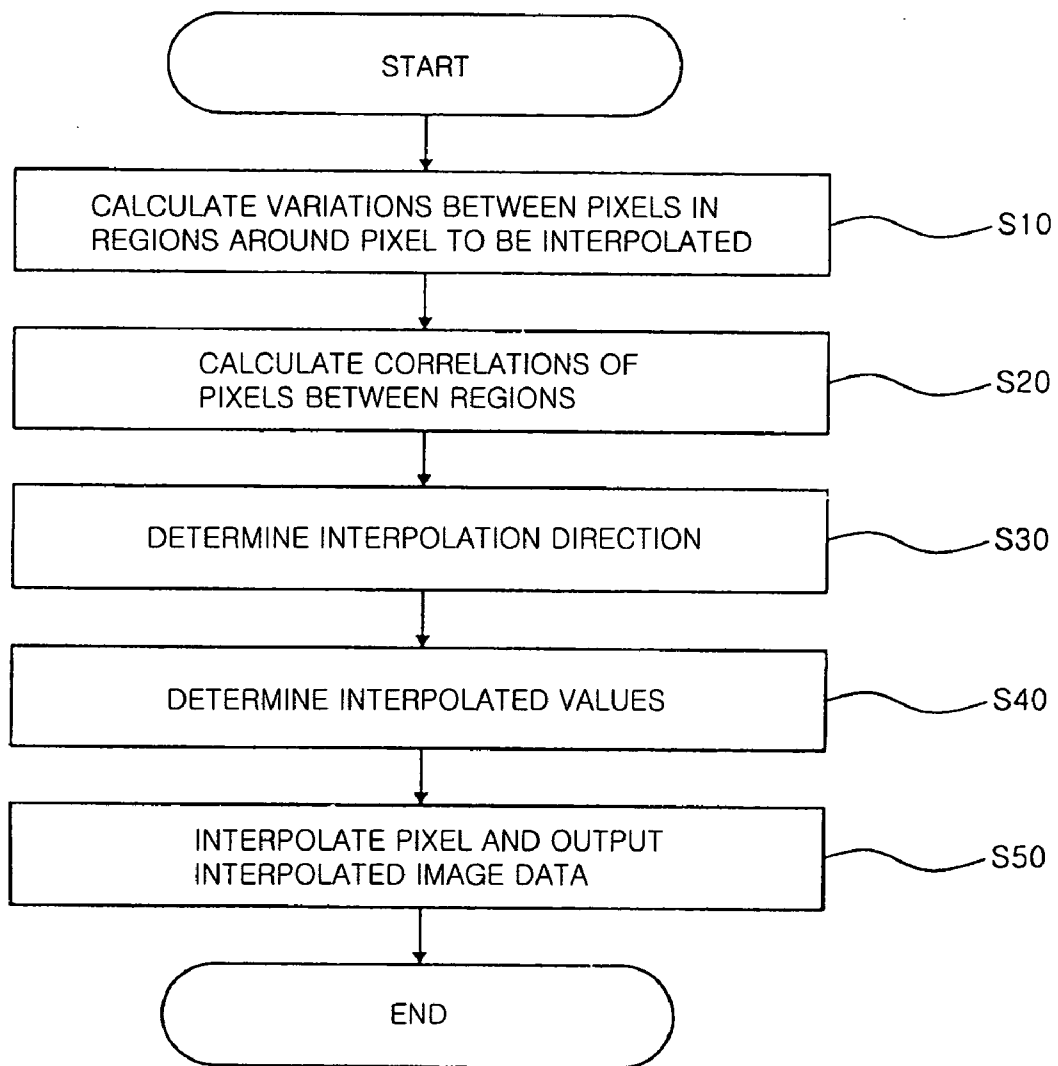 START
CALCULATE VARIATIONS BETWEEN PIXELS IN
REGIONS AROUND PIXEL TO BE INTERPOLATED
S10
CALCULATE CORRELATIONS OF
PIXELS BETWEEN REGIONS
S20
DETERMINE INTERPOLATION DIRECTION
S30
DETERMINE INTERPOLATED VALUES
S40
INTERPOLATE PIXEL AND OUTPUT
INTERPOLATED IMAGE DATA
S50
END